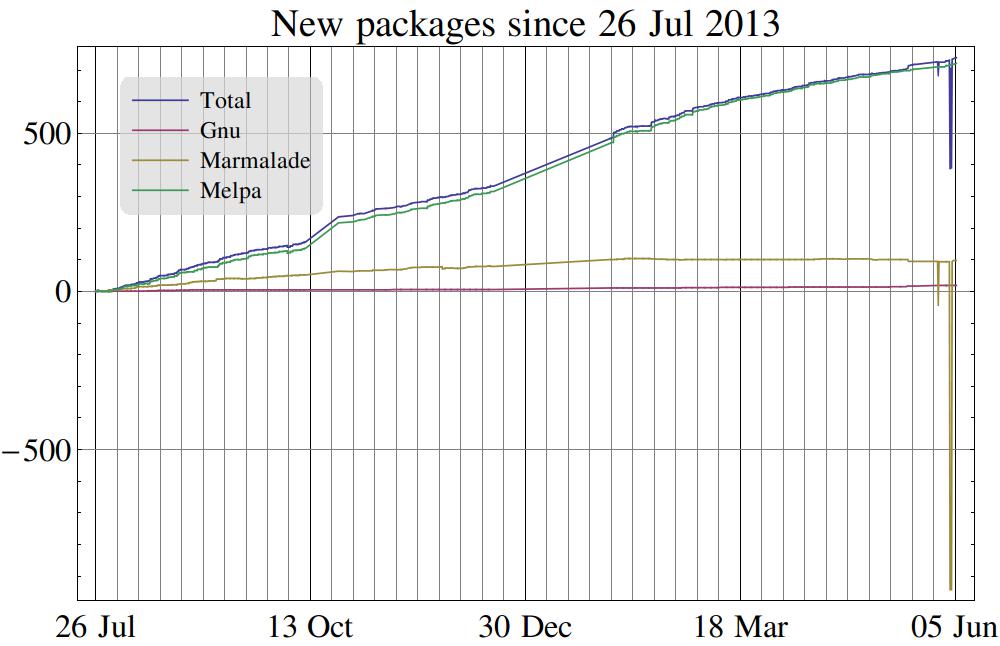 New packages since 26 Jul 2013
Total
Gnu
Marmalade
Melpa
500
0
−500
26 Jul 13 Oct 30 Dec 18 Mar 05 Jun